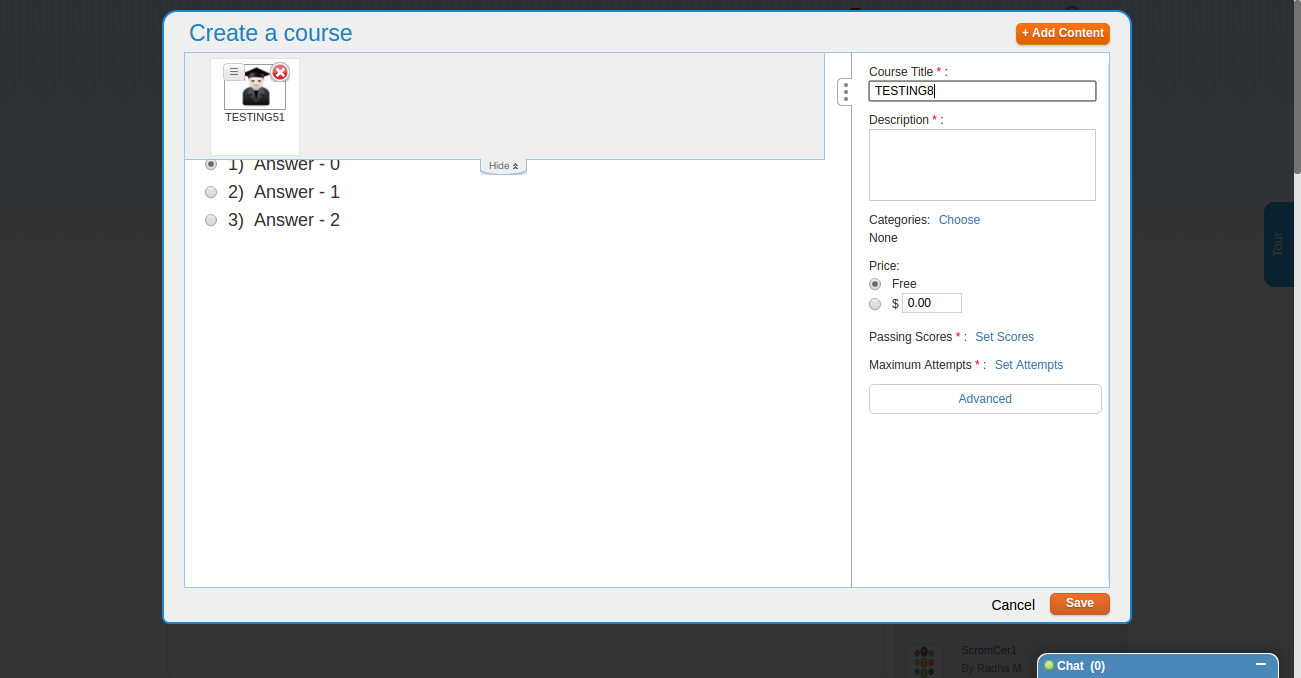 Create a course
+ Add Content
TESTING51
Hide
1) Answer - 0
2) Answer - 1
3) Answer - 2
Course Title * :
TESTING8
Description * :
Categories: Choose
None
Price:
Free
$ 0.00
Passing Scores * : Set Scores
Maximum Attempts * : Set Attempts
Advanced
Cancel
Save
Tour
ScromCer1
By Radha M
Chat (0)